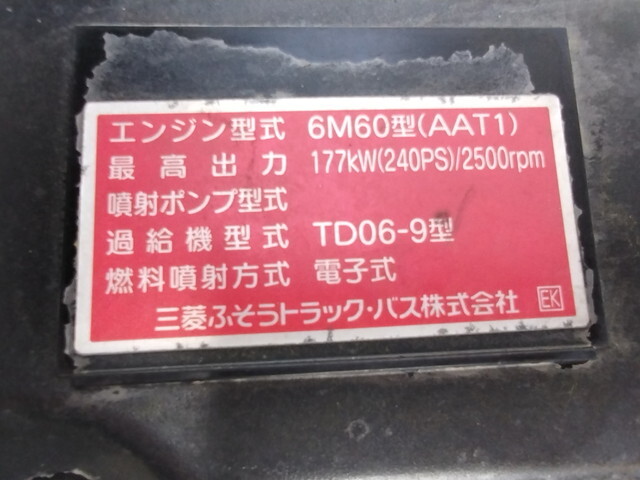 エンジン型式 6M60型(AAT1)
最高出力 177kW(240PS)/2500rpm
噴射ポンプ型式
過給機型式 TD06-9型
燃料噴射方式 電子式
三菱ふそうトラック・バス株式会社 EK